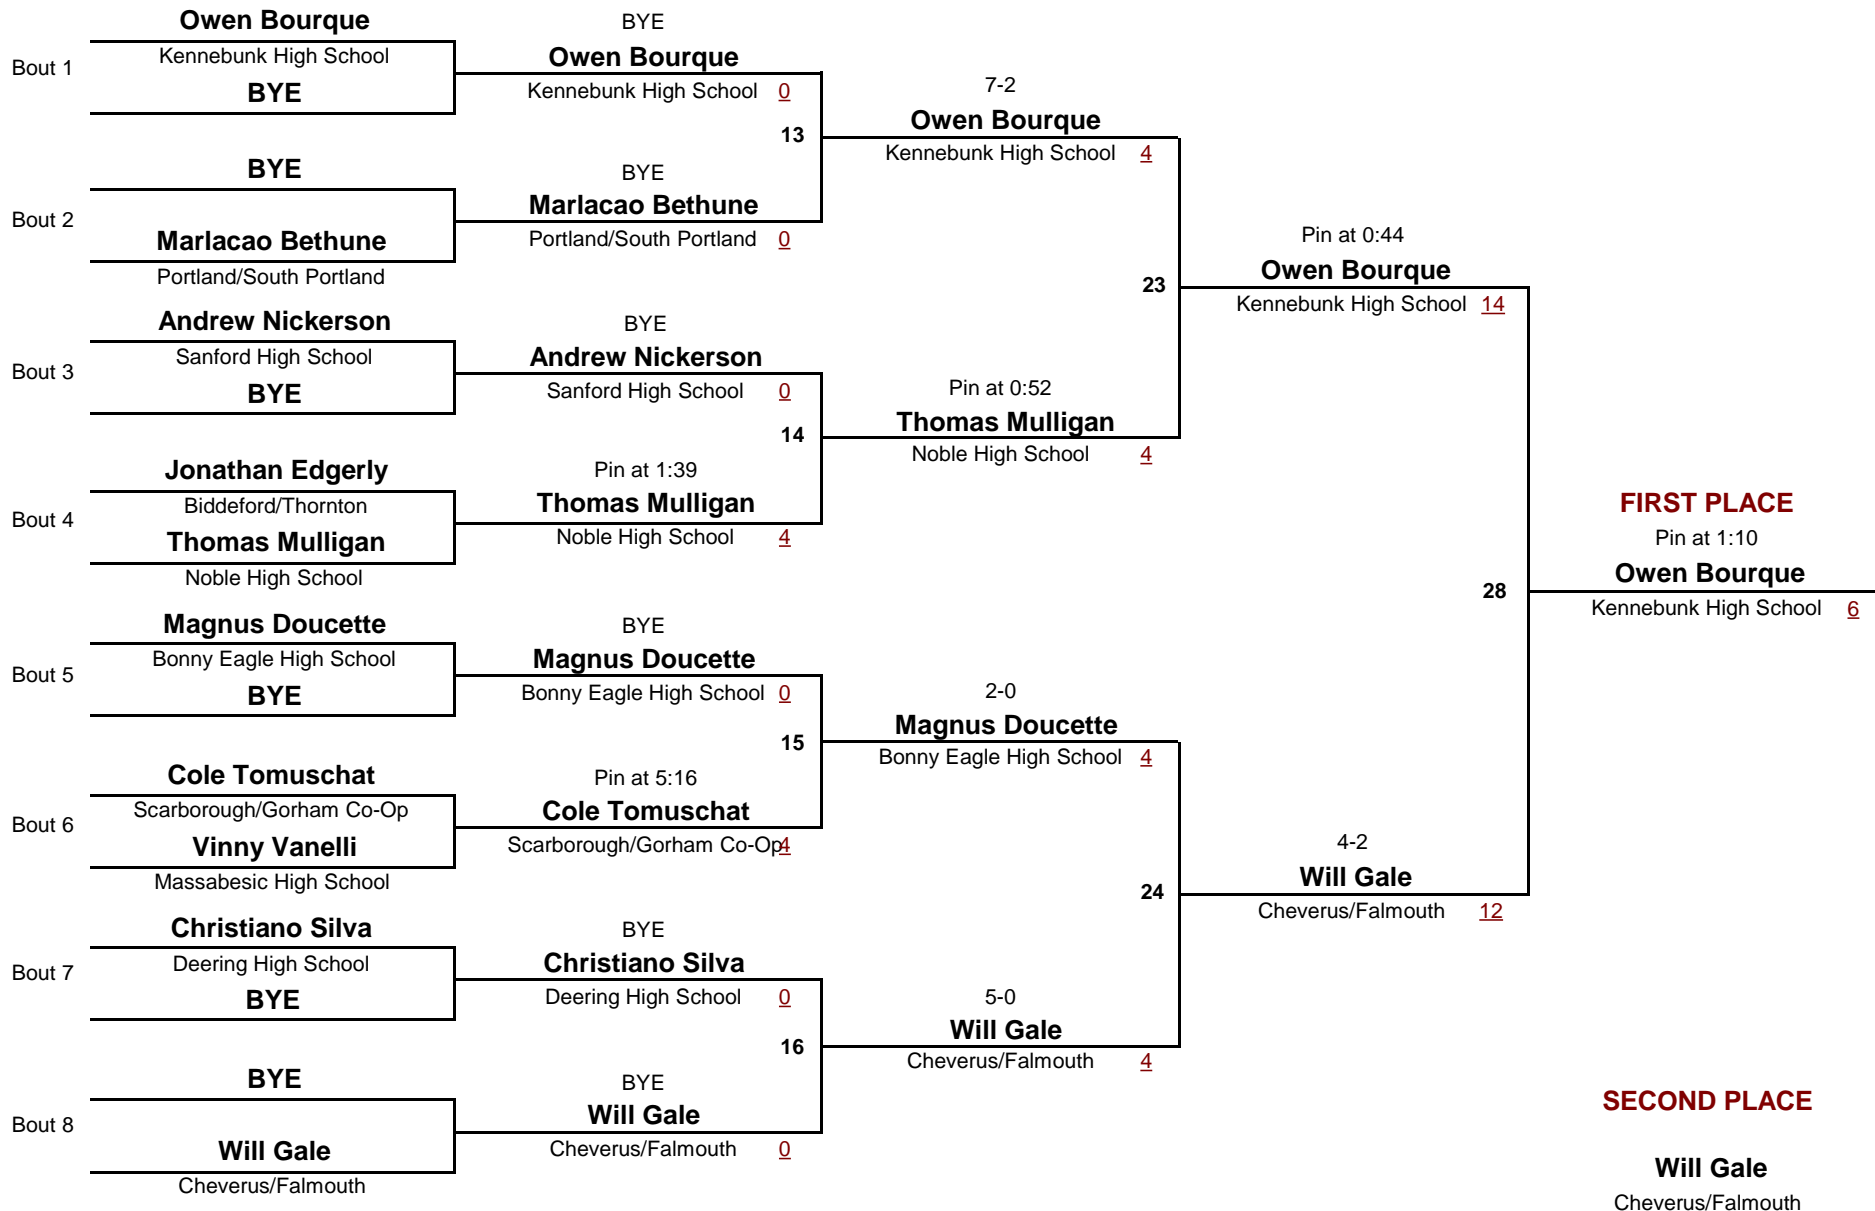 Owen Bourque
Bout 1
Kennebunk High School
BYE
BYE
Owen Bourque
Kennebunk High School 0
13
BYE
Bout 2
Marlacao Bethune
Portland/South Portland
BYE
Marlacao Bethune
Portland/South Portland 0
7-2
Owen Bourque
Kennebunk High School 4
Andrew Nickerson
Bout 3
Sanford High School
BYE
BYE
Andrew Nickerson
Sanford High School 0
14
Jonathan Edgerly
Bout 4
Biddeford/Thornton
Thomas Mulligan
Noble High School
Pin at 1:39
Thomas Mulligan
Noble High School 4
Pin at 0:52
Thomas Mulligan
Noble High School 4
23
Pin at 0:44
Owen Bourque
Kennebunk High School 14
Magnus Doucette
Bout 5
Bonny Eagle High School
BYE
BYE
Magnus Doucette
Bonny Eagle High School 0
15
Cole Tomuschat
Bout 6
Scarborough/Gorham Co-Op
Vinny Vanelli
Massabesic High School
Pin at 5:16
Cole Tomuschat
Scarborough/Gorham Co-Op 4
2-0
Magnus Doucette
Bonny Eagle High School 4
Christiano Silva
Bout 7
Deering High School
BYE
BYE
Christiano Silva
Deering High School 0
16
BYE
Bout 8
Will Gale
Cheverus/Falmouth
BYE
Will Gale
Cheverus/Falmouth 0
5-0
Will Gale
Cheverus/Falmouth 4
24
4-2
Will Gale
Cheverus/Falmouth 12
28
FIRST PLACE
Pin at 1:10
Owen Bourque
Kennebunk High School 6
SECOND PLACE
Will Gale
Cheverus/Falmouth